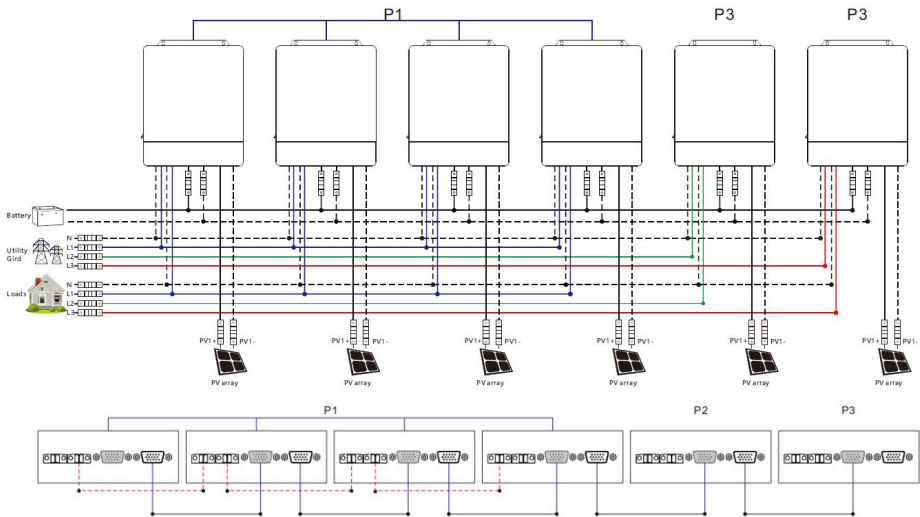 P1 P3 P3
Battery
Utility
Gird
N
L1
L2
L3
Loads
N
L1
L2
L3
PV1+ PV1- PV1+ PV1- PV1+ PV1- PV1+ PV1- PV1+ PV1- PV1+ PV1-
PV array PV array PV array PV array PV array PV array
P1 P2 P3